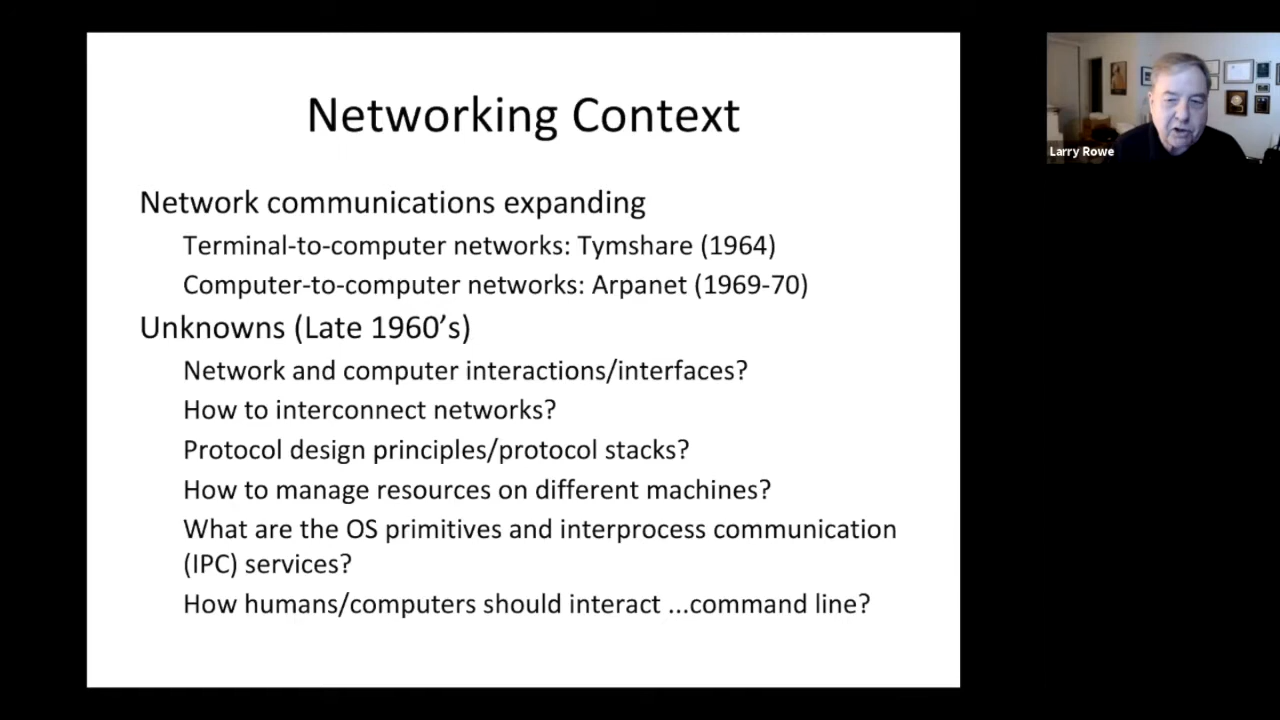 Networking Context
Network communications expanding
Terminal-to-computer networks: Tymshare (1964)
Computer-to-computer networks: Arpanet (1969-70)
Unknowns (Late 1960’s)
Network and computer interactions/interfaces?
How to interconnect networks?
Protocol design principles/protocol stacks?
How to manage resources on different machines?
What are the OS primitives and interprocess communication
(IPC) services?
How humans/computers should interact ...command line?
Larry Rowe